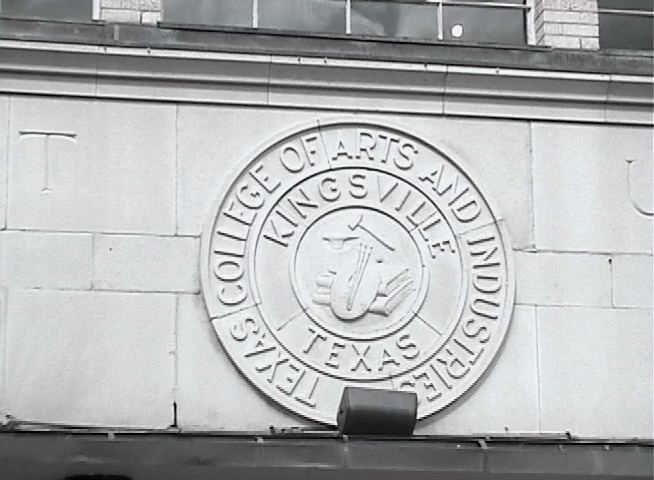 T
TEXAS COLLEGE OF ARTS AND INDUSTRIES
KINGSVILLE
TEXAS
U